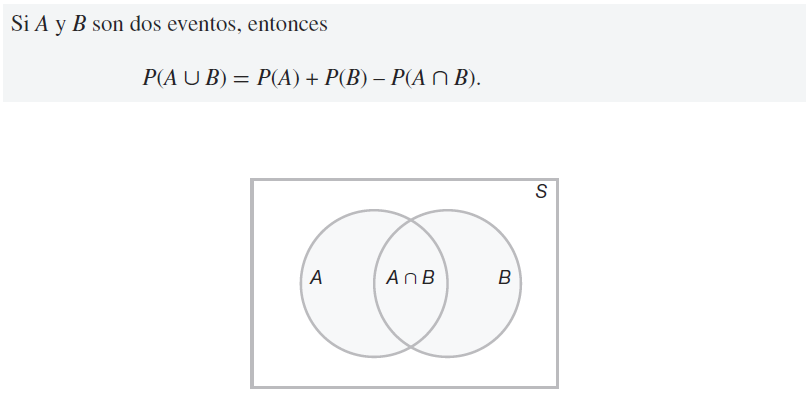 Si A y B son dos eventos, entonces
P(A ∪ B) = P(A) + P(B) – P(A ∩ B).
S
A
A ∩ B
B